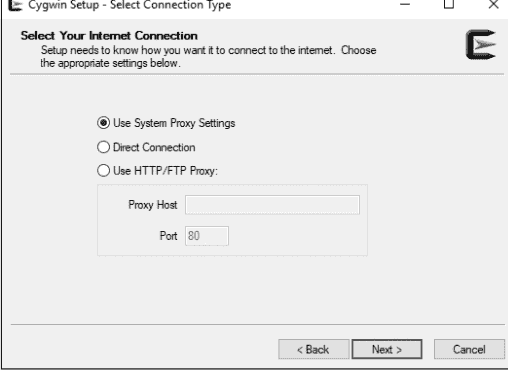 Cygwin Setup - Select Connection Type
Select Your Internet Connection
Setup needs to know how you want it to connect to the internet. Choose
the appropriate settings below.
Use System Proxy Settings
Direct Connection
Use HTTP/FTP Proxy:
Proxy Host
Port 80
< Back Next > Cancel